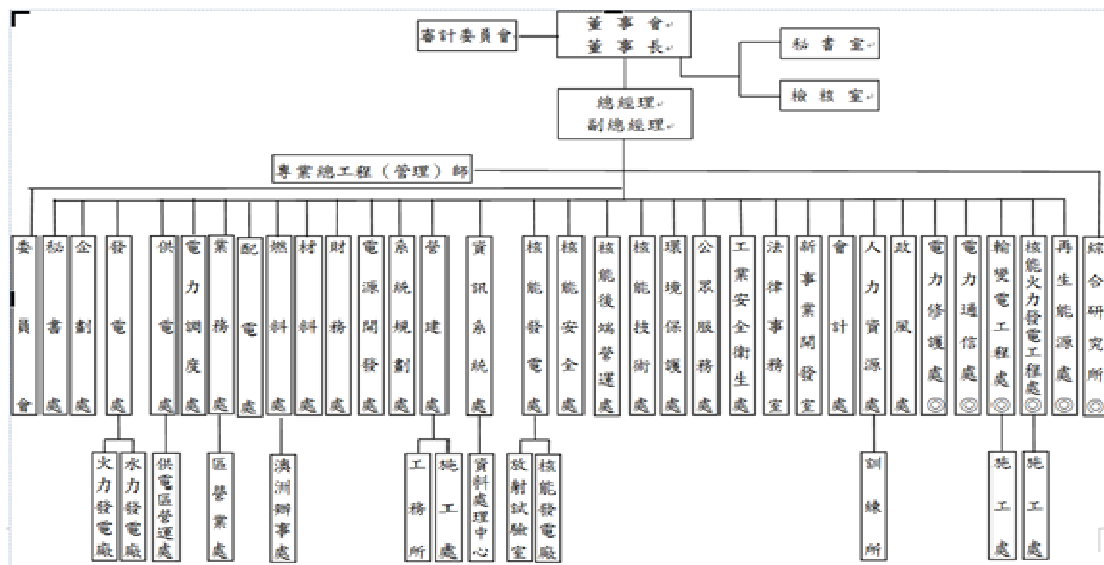 審計委員會
董事會
董事長
秘書室
檢核室
總經理
副總經理
專業總工程(管理)師
委員會
秘書處
企劃處
發電處
供電處
電力調度處
業務處
配電處
燃料處
材料處
財務處
電源開發處
系統規劃處
營建處
資訊系統處
核能發電處
核能安全處
核能後端營運處
核能技術處
環境保護處
公眾服務處
工業安全衛生處
法律事務室
新事業開發室
會計處
人力資源處
政風處
電力修護處◎
電力通信處◎
輸變電工程處◎
核能火力發電工程處◎
再生能源處◎
綜合研究所◎
火力發電廠
水力發電廠
供電區營運處
區營業處
澳洲辦事處
工務所
施工處
資料處理中心
放射試驗室
核能發電廠
訓練所
施工處
施工處